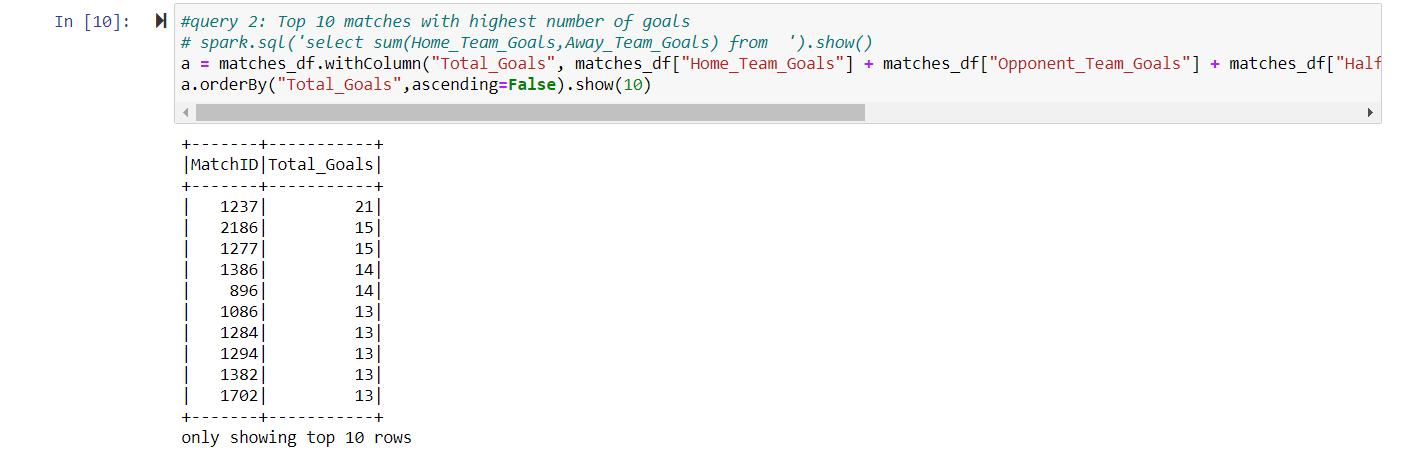 In [10]:
#query 2: Top 10 matches with highest number of goals
# spark.sql('select sum(Home_Team_Goals,Away_Team_Goals) from  ').show()
a = matches_df.withColumn("Total_Goals", matches_df["Home_Team_Goals"] + matches_df["Opponent_Team_Goals"] + matches_df["Half
a.orderBy("Total_Goals",ascending=False).show(10)
+-------+-----------+
|MatchID|Total_Goals|
+-------+-----------+
|   1237|         21|
|   2186|         15|
|   1277|         15|
|   1386|         14|
|    896|         14|
|   1086|         13|
|   1284|         13|
|   1294|         13|
|   1382|         13|
|   1702|         13|
+-------+-----------+
only showing top 10 rows